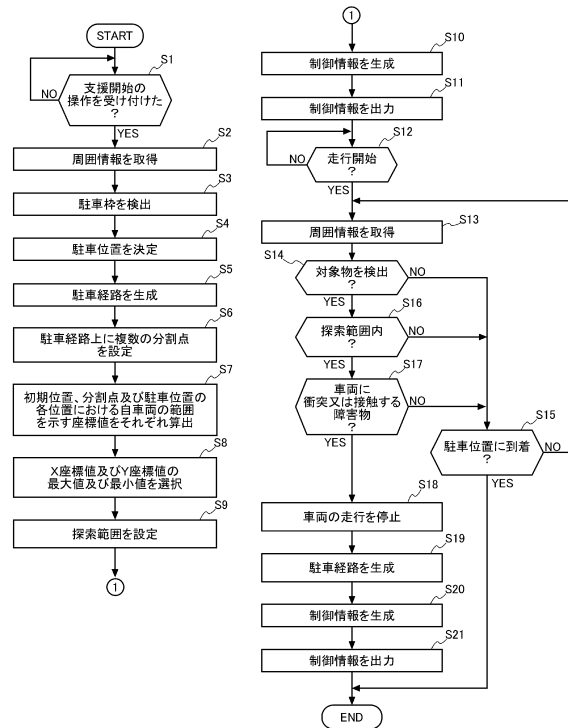 START
S1
支援開始の
操作を受け付けた
?
NO
YES
S2
周囲情報を取得
S3
駐車枠を検出
S4
駐車位置を決定
S5
駐車経路を生成
S6
駐車経路上に複数の分割点
を設定
S7
初期位置、分割点及び駐車位置の
各位置における自車両の範囲
を示す座標値をそれぞれ算出
S8
X座標値及びY座標値の
最大値及び最小値を選択
S9
探索範囲を設定
1
1
S10
制御情報を生成
S11
制御情報を出力
S12
走行開始
?
NO
YES
S13
周囲情報を取得
S14
対象物を検出
?
NO
YES
S16
探索範囲内
?
NO
YES
S17
車両に
衝突又は接触する
障害物
?
NO
YES
S15
駐車位置に到着
?
NO
YES
S18
車両の走行を停止
S19
駐車経路を生成
S20
制御情報を生成
S21
制御情報を出力
END